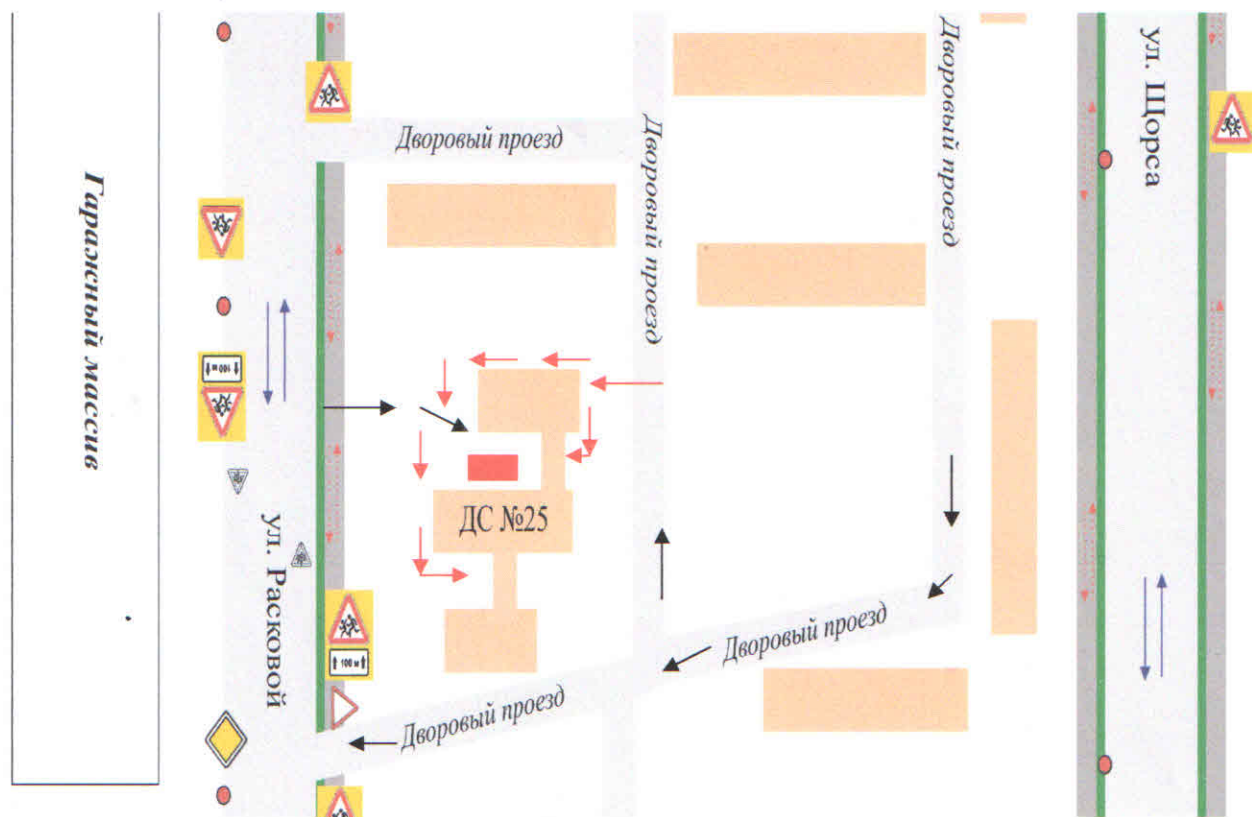 Гаражный массив
ул. Расковой
100 м
100 м
Дворовый проезд
Дворовый проезд
Дворовый проезд
ДС №25
Дворовый проезд
Дворовый проезд
ул. Щорса